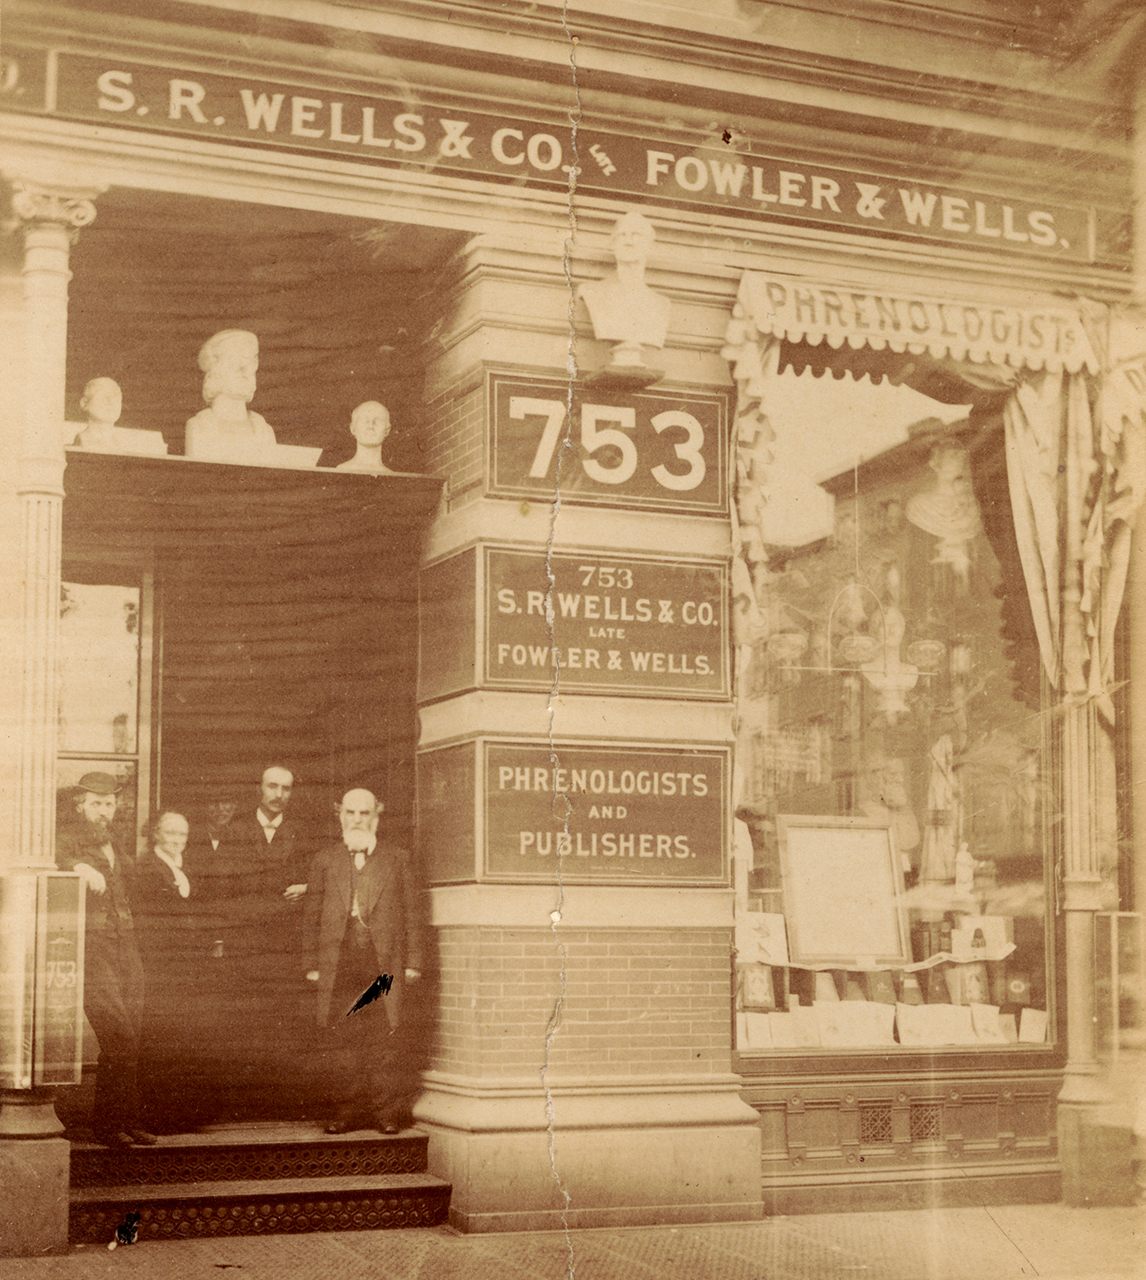 S. R. WELLS & CO. LATE FOWLER & WELLS.
PHRENOLOGISTS
753
753
S. R. WELLS & CO.
LATE
FOWLER & WELLS.
PHRENOLOGISTS
AND
PUBLISHERS.
753